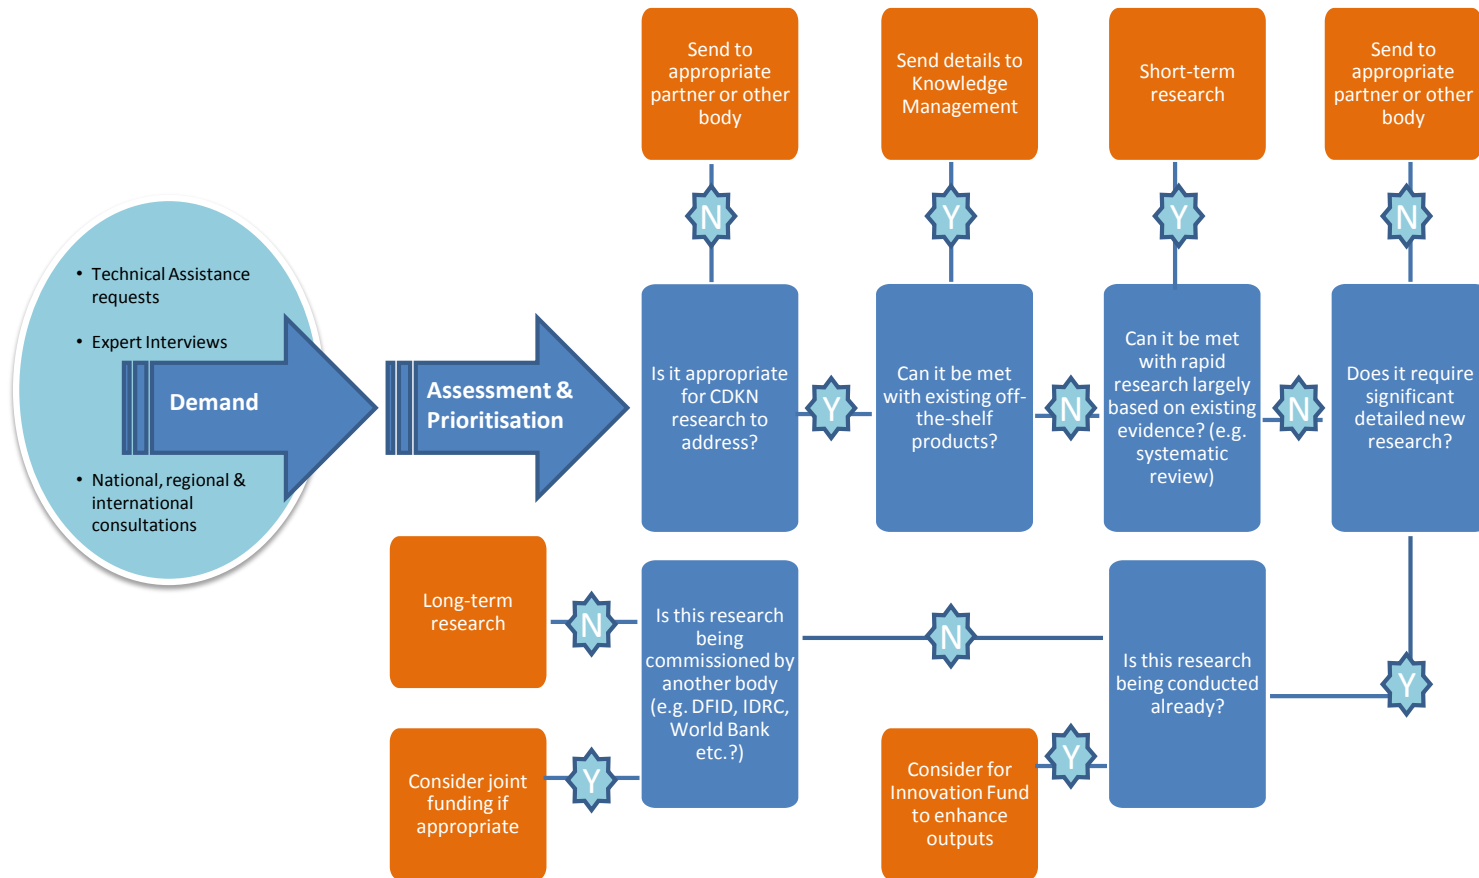 Send to
appropriate
partner or other
body
Send details to
Knowledge
Management
Short-term
research
Send to
appropriate
partner or other
body
N
Y
Y
N
• Technical Assistance
requests
• Expert Interviews
Demand
• National, regional &
international
consultations
Assessment &
Prioritisation
Is it appropriate
for CDKN
research to
address?
Y
Can it be met
with existing off-
the-shelf
products?
N
Can it be met
with rapid
research largely
based on existing
evidence? (e.g.
systematic
review)
N
Does it require
significant
detailed new
research?
Long-term
research
N
Is this research
being
commissioned by
another body
(e.g. DFID, IDRC,
World Bank
etc.?)
N
Is this research
being conducted
already?
Y
Consider joint
funding if
appropriate
Y
Consider for
Innovation Fund
to enhance
outputs
Y